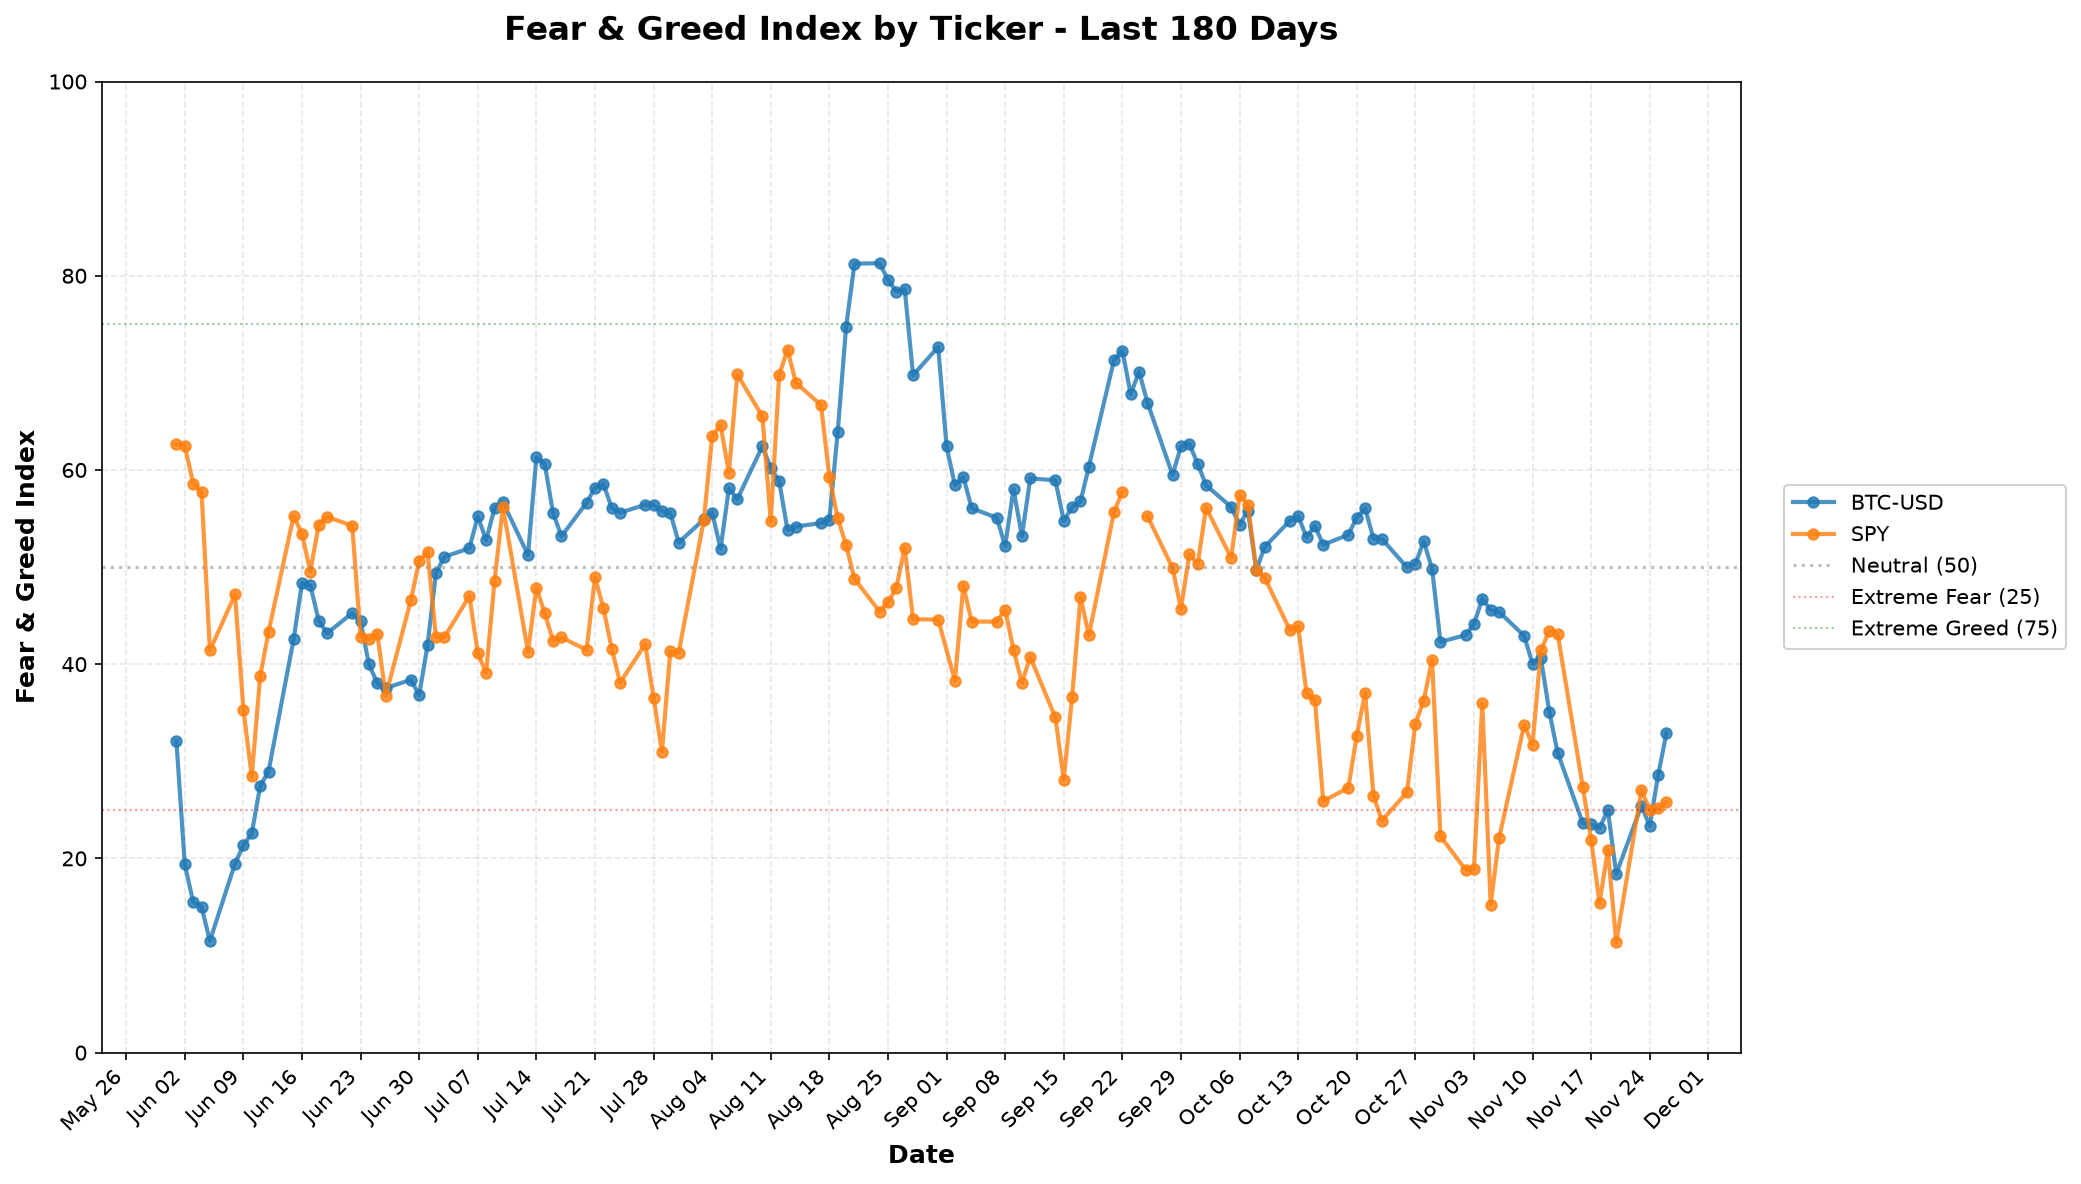 Fear & Greed Index by Ticker - Last 180 Days
Fear & Greed Index
100
80
60
40
20
0
May 26
Jun 02
Jun 09
Jun 16
Jun 23
Jun 30
Jul 07
Jul 14
Jul 21
Jul 28
Aug 04
Aug 11
Aug 18
Aug 25
Sep 01
Sep 08
Sep 15
Sep 22
Sep 29
Oct 06
Oct 13
Oct 20
Oct 27
Nov 03
Nov 10
Nov 17
Nov 24
Dec 01
Date
BTC-USD
SPY
Neutral (50)
Extreme Fear (25)
Extreme Greed (75)